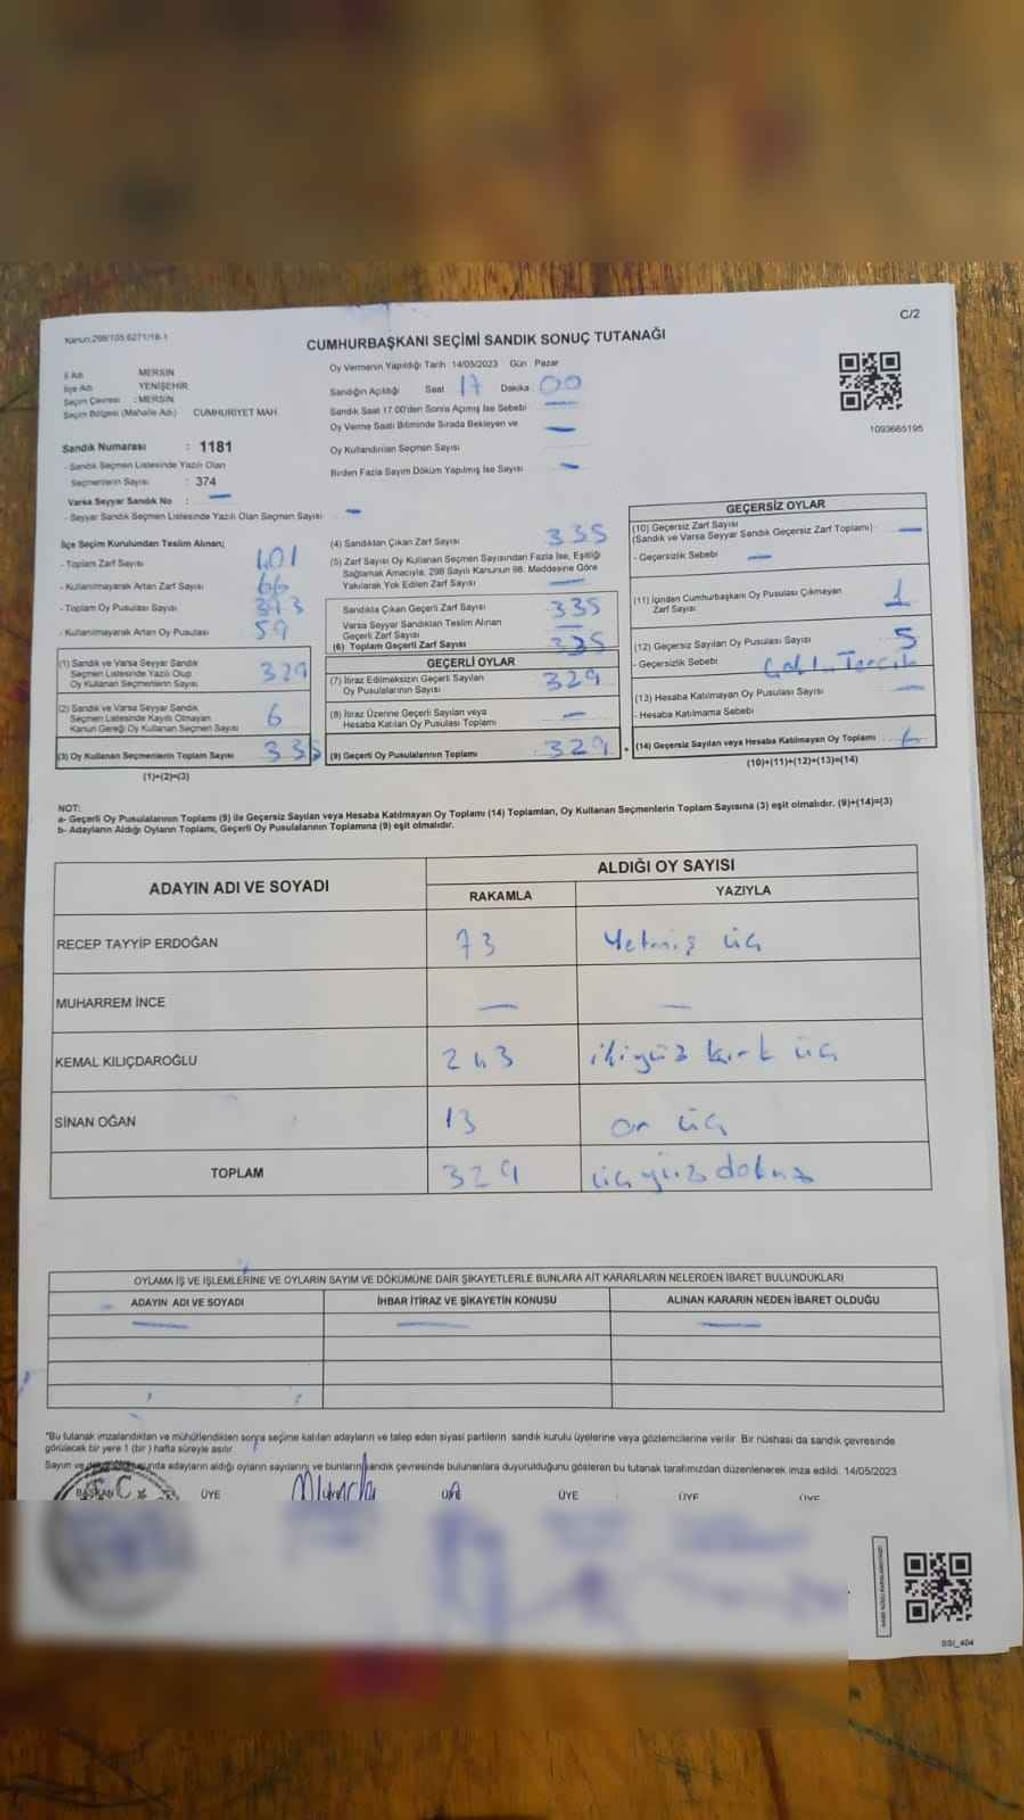 C/2
Kanun:298/105 6271/18-1
CUMHURBAŞKANI SEÇİMİ SANDIK SONUÇ TUTANAĞI
İl Adı : MERSİN
İlçe Adı : YENİŞEHİR
Seçim Çevresi : MERSİN
Seçim Bölgesi (Mahalle Adı) : CUMHURİYET MAH.
Sandık Numarası : 1181
- Sandık Seçmen Listesinde Yazılı Olan
Seçmenlerin Sayısı : 374
Varsa Seyyar Sandık No : —
- Seyyar Sandık Seçmen Listesinde Yazılı Olan Seçmen Sayısı —
Oy Vermenin Yapıldığı Tarih 14/05/2023 Gün : Pazar
Sandığın Açıldığı Saat 17 Dakika 00
Sandık Saat 17.00'den Sonra Açılmış İse Sebebi —
Oy Verme Saati Bitiminde Sırada Bekleyen ve —
Oy Kullandırılan Seçmen Sayısı
Birden Fazla Sayım Döküm Yapılmış İse Sayısı —
1093665195
İlçe Seçim Kurulundan Teslim Alınan;
- Toplam Zarf Sayısı 401
- Kullanılmayarak Artan Zarf Sayısı 66
- Toplam Oy Pusulası Sayısı
- Kullanılmayarak Artan Oy Pusulası 59
(1) Sandık ve Varsa Seyyar Sandık
Seçmen Listesinde Yazılı Olup
Oy Kullanan Seçmenlerin Sayısı 329
(2) Sandık ve Varsa Seyyar Sandık
Seçmen Listesinde Kayıtlı Olmayan
Kanun Gereği Oy Kullanan Seçmen Sayısı 6
(3) Oy Kullanan Seçmenlerin Toplam Sayısı 335
(1)+(2)=(3)
(4) Sandıktan Çıkan Zarf Sayısı 335
(5) Zarf Sayısı Oy Kullanan Seçmen Sayısından Fazla İse, Eşitliği
Sağlamak Amacıyla, 298 Sayılı Kanunun 98. Maddesine Göre
Yakılarak Yok Edilen Zarf Sayısı —
Sandıkta Çıkan Geçerli Zarf Sayısı 335
Varsa Seyyar Sandıktan Teslim Alınan
Geçerli Zarf Sayısı —
(6) Toplam Geçerli Zarf Sayısı 335
GEÇERLİ OYLAR
(7) İtiraz Edilmeksizin Geçerli Sayılan
Oy Pusulalarının Sayısı 329
(8) İtiraz Üzerine Geçerli Sayılan veya
Hesaba Katılan Oy Pusulası Toplamı —
(9) Geçerli Oy Pusulalarının Toplamı 329
GEÇERSİZ OYLAR
(10) Geçersiz Zarf Sayısı
(Sandık ve Varsa Seyyar Sandık Geçersiz Zarf Toplamı) —
- Geçersizlik Sebebi —
(11) İçinden Cumhurbaşkanı Oy Pusulası Çıkmayan
Zarf Sayısı 1
(12) Geçersiz Sayılan Oy Pusulası Sayısı 5
- Geçersizlik Sebebi Tercih
(13) Hesaba Katılmayan Oy Pusulası Sayısı —
- Hesaba Katılmama Sebebi
(14) Geçersiz Sayılan veya Hesaba Katılmayan Oy Toplamı
(10)+(11)+(12)+(13)=(14)
NOT:
a- Geçerli Oy Pusulalarının Toplamı (9) ile Geçersiz Sayılan veya Hesaba Katılmayan Oy Toplamı (14) Toplamları, Oy Kullanan Seçmenlerin Toplam Sayısına (3) eşit olmalıdır. (9)+(14)=(3)
b- Adayların Aldığı Oyların Toplamı, Geçerli Oy Pusulalarının Toplamına (9) eşit olmalıdır.
ADAYIN ADI VE SOYADI
ALDIĞI OY SAYISI
RAKAMLA YAZIYLA
RECEP TAYYİP ERDOĞAN 73 Yetmiş üç
MUHARREM İNCE — —
KEMAL KILIÇDAROĞLU 243 ikiyüz kırk üç
SİNAN OĞAN 13 on üç
TOPLAM 329 üçyüz dokuz
OYLAMA İŞ VE İŞLEMLERİNE VE OYLARIN SAYIM VE DÖKÜMÜNE DAİR ŞİKAYETLERLE BUNLARA AİT KARARLARIN NELERDEN İBARET BULUNDUKLARI
ADAYIN ADI VE SOYADI İHBAR İTİRAZ VE ŞİKAYETİN KONUSU ALINAN KARARIN NEDEN İBARET OLDUĞU
— — —
"Bu tutanak imzalandıktan ve mühürlendikten sonra seçime katılan adayların ve talep eden siyasi partilerin sandık kurulu üyelerine veya gözlemcilerine verilir. Bir nüshası da sandık çevresinde
görülecek bir yere 1 (bir) hafta süreyle asılır.
Sayım ve adayların aldığı oyların sayılarını ve bunların sandık çevresinde bulunanlara duyurulduğunu gösteren bu tutanak tarafımızdan düzenlenerek imza edildi. 14/05/2023
BAŞKAN ÜYE ÜYE ÜYE ÜYE ÜYE
SSI_404